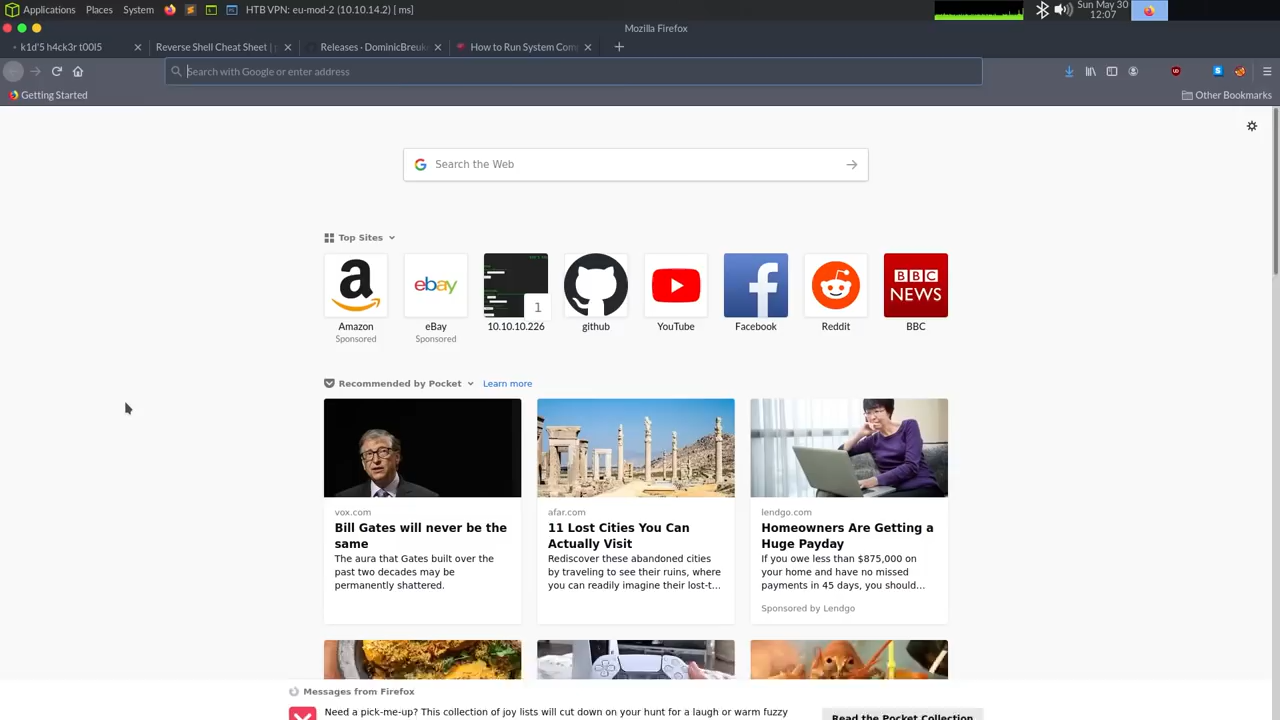 Applications Places System HTB VPN: eu-mod-2 (10.10.14.2) [ ms] Sun May 30
12:07
Mozilla Firefox
k1d'5 h4ck3r t00l5 Reverse Shell Cheat Sheet | Releases · DominicBreuk How to Run System Com
Search with Google or enter address
Getting Started Other Bookmarks
Search the Web
Top Sites
ebay BBC
NEWS
1
Amazon eBay 10.10.10.226 github YouTube Facebook Reddit BBC
Sponsored Sponsored
Recommended by Pocket Learn more
vox.com
Bill Gates will never be the
same
The aura that Gates built over the
past two decades may be
permanently shattered.
afar.com
11 Lost Cities You Can
Actually Visit
Rediscover these abandoned cities
by traveling to see their ruins, where
you can readily imagine their lost-t...
lendgo.com
Homeowners Are Getting a
Huge Payday
If you owe less than $875,000 on
your home and have no missed
payments in 45 days, you should...
Sponsored by Lendgo
Messages from Firefox
Need a pick-me-up? This collection of joy lists will cut down on your hunt for a laugh or warm fuzzy
Read the Pocket Collection